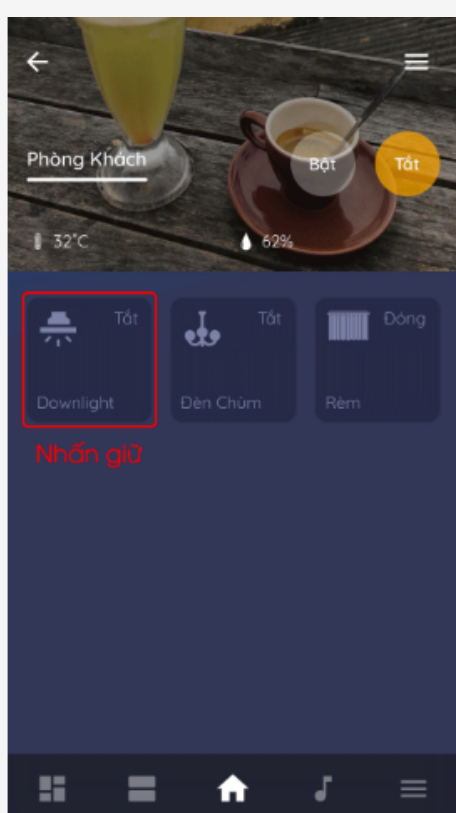 Phòng Khách
Bật
Tắt
32°C
62%
Tắt
Tắt
Đóng
Downlight
Đèn Chùm
Rèm
Nhấn giữ